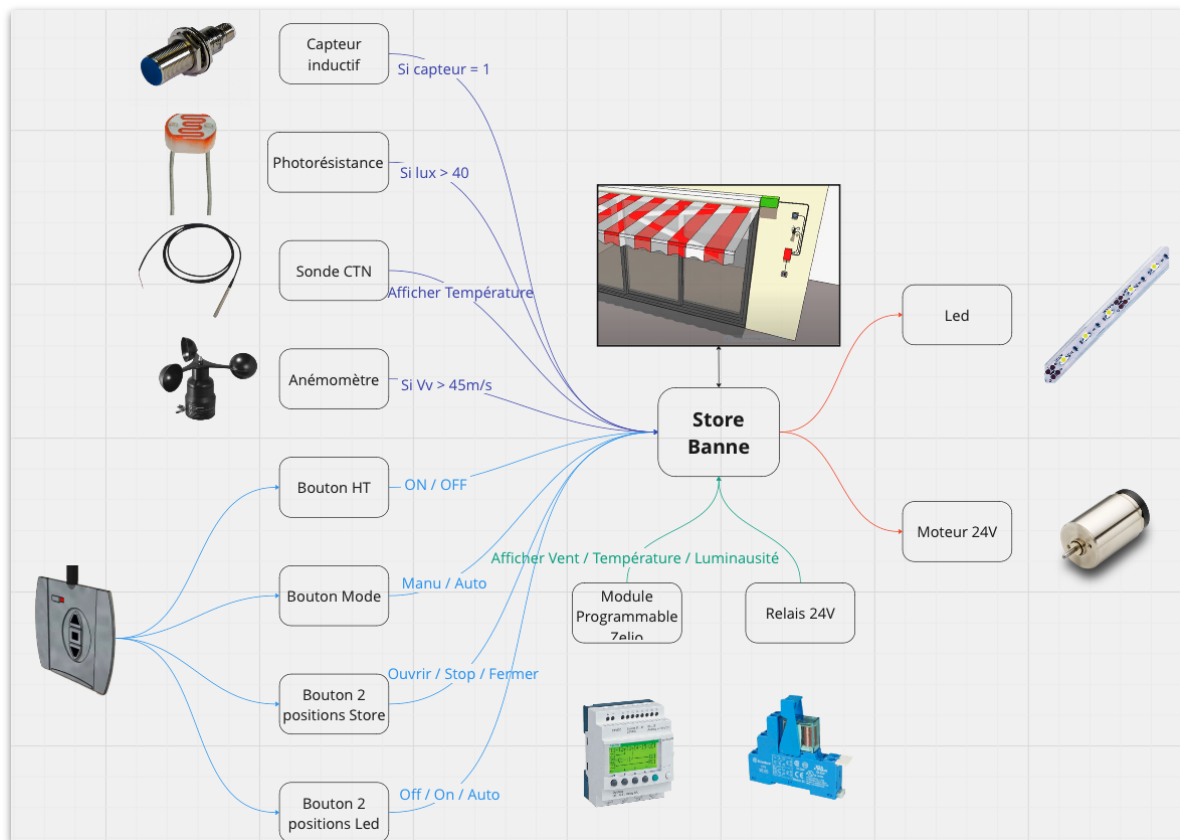 Capteur
inductif
Si capteur = 1
Photorésistance
Si lux > 40
Sonde CTN
Afficher Température
Anémomètre
Si Vv > 45m/s
Bouton HT
ON / OFF
Bouton Mode
Manu / Auto
Bouton 2
positions Store
Ouvrir / Stop / Fermer
Bouton 2
positions Led
Off / On / Auto
Store
Banne
Led
Moteur 24V
Afficher Vent / Température / Luminausité
Module
Programmable
Zelio
Relais 24V